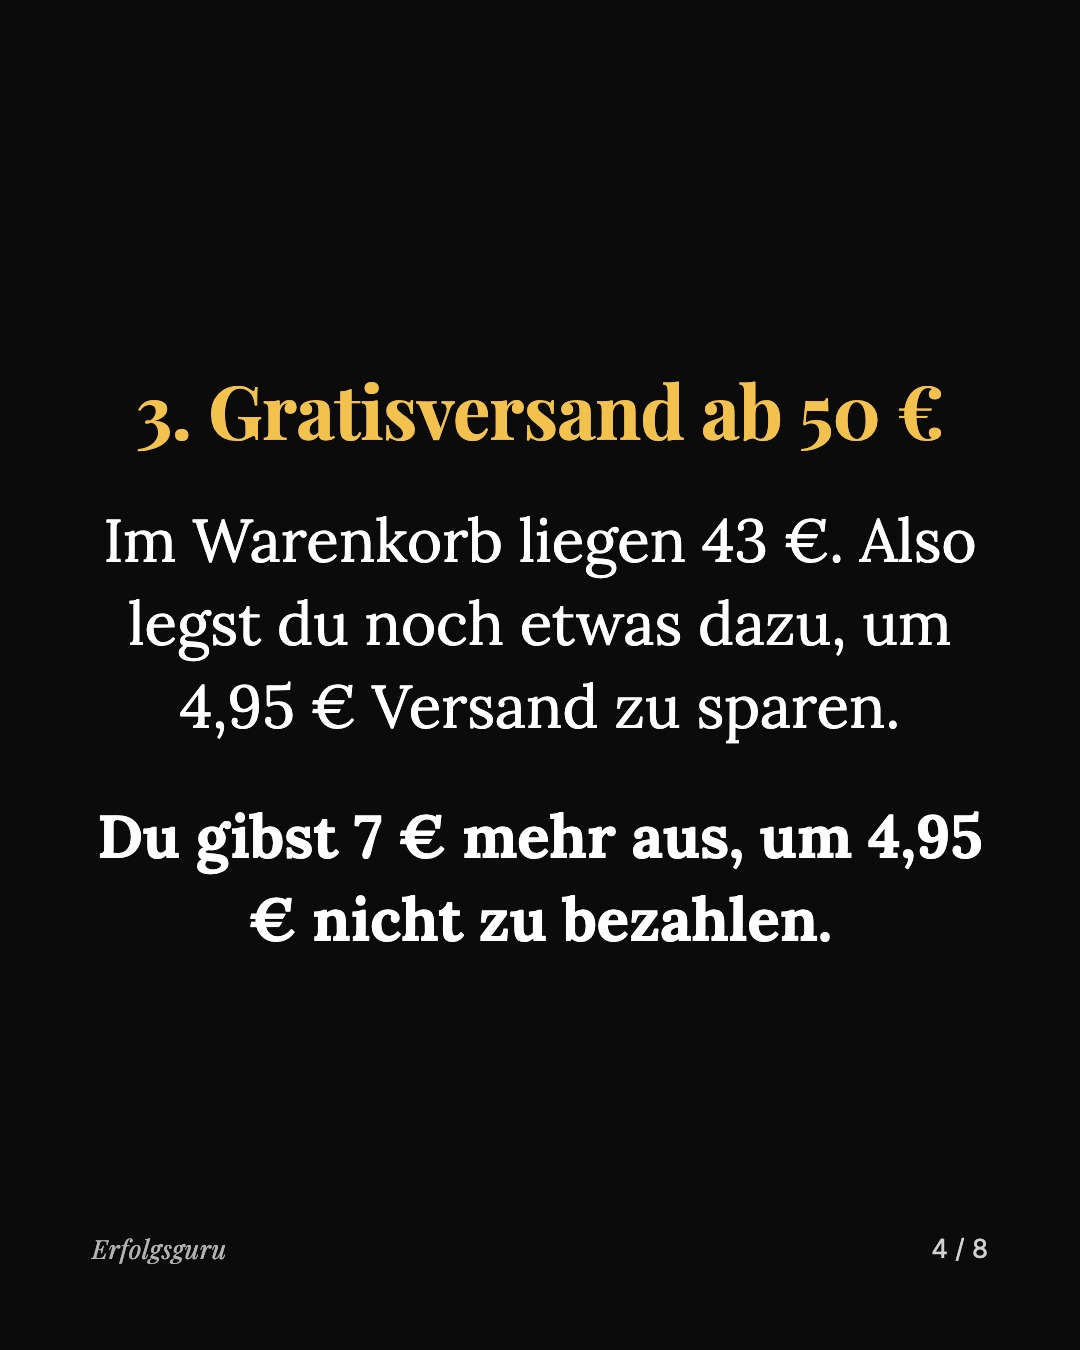 3. Gratisversand ab 50 €
Im Warenkorb liegen 43 €. Also
legst du noch etwas dazu, um
4,95 € Versand zu sparen.
Du gibst 7 € mehr aus, um 4,95
€ nicht zu bezahlen.
Erfolgsguru
4 / 8